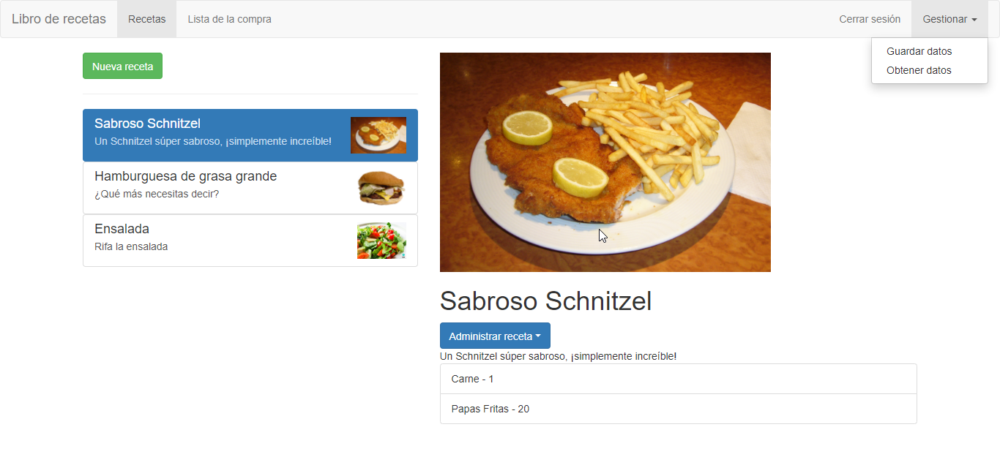 Libro de recetas Recetas Lista de la compra Cerrar sesión Gestionar
Guardar datos
Obtener datos
Nueva receta
Sabroso Schnitzel
Un Schnitzel súper sabroso, ¡simplemente increíble!
Hamburguesa de grasa grande
¿Qué más necesitas decir?
Ensalada
Rifa la ensalada
Sabroso Schnitzel
Administrar receta
Un Schnitzel súper sabroso, ¡simplemente increíble!
Carne - 1
Papas Fritas - 20